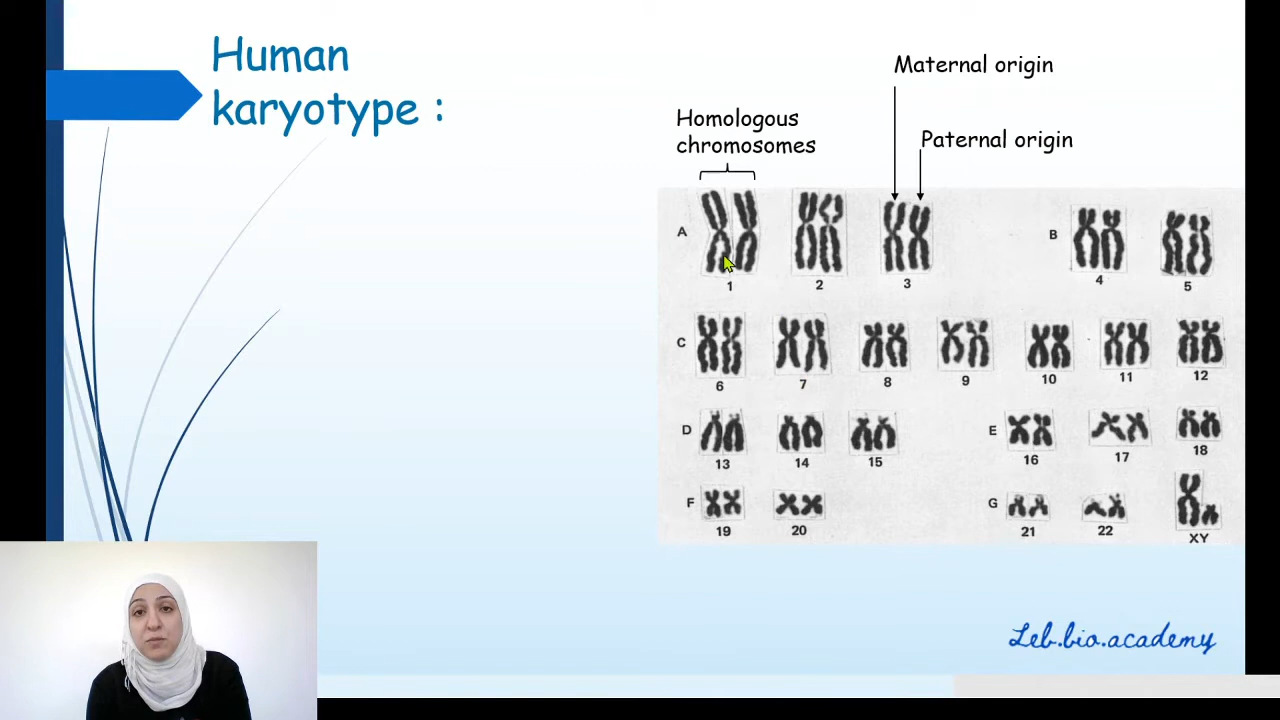 Human
karyotype :
Maternal origin
Homologous
chromosomes
Paternal origin
A
1
2
3
B
4
5
C
6
7
8
9
10
11
12
D
13
14
15
E
16
17
18
F
19
20
G
21
22
XY
Leb.bio.academy